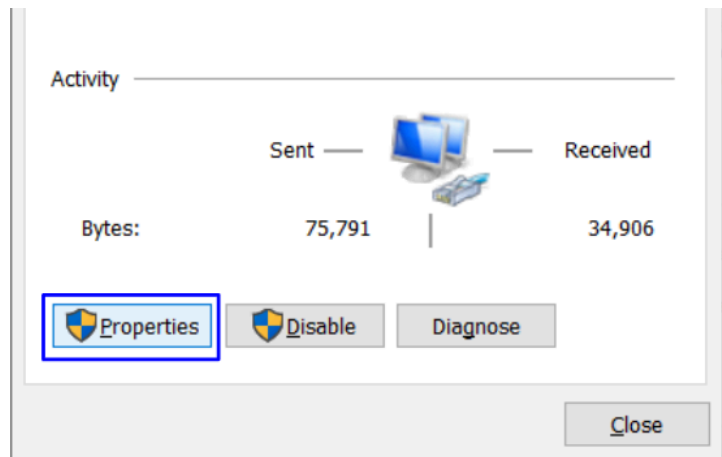 Activity
Sent Received
Bytes: 75,791 34,906
Properties Disable Diagnose
Close